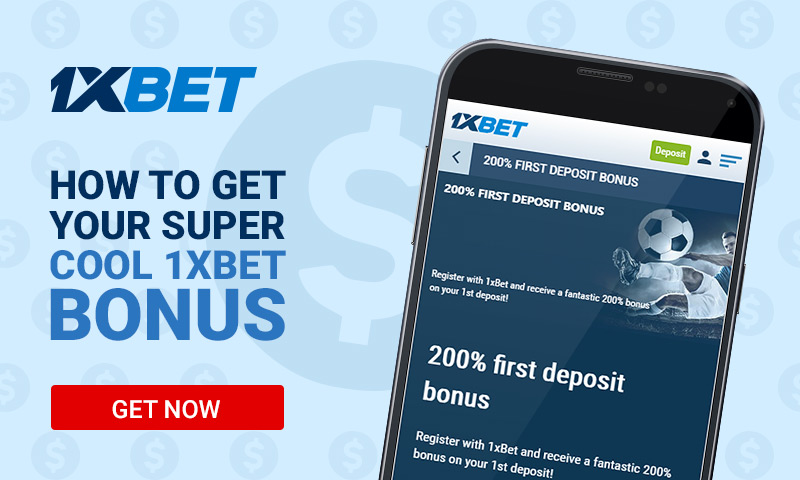 1XBET
HOW TO GET
YOUR SUPER
COOL 1XBET
BONUS
GET NOW
1XBET
Deposit
200% FIRST DEPOSIT BONUS
200% FIRST DEPOSIT BONUS
Register with 1xBet and receive a fantastic 200% bonus
on your 1st deposit!
200% first deposit
bonus
Register with 1xBet and receive a fantastic 200%
bonus on your 1st deposit!